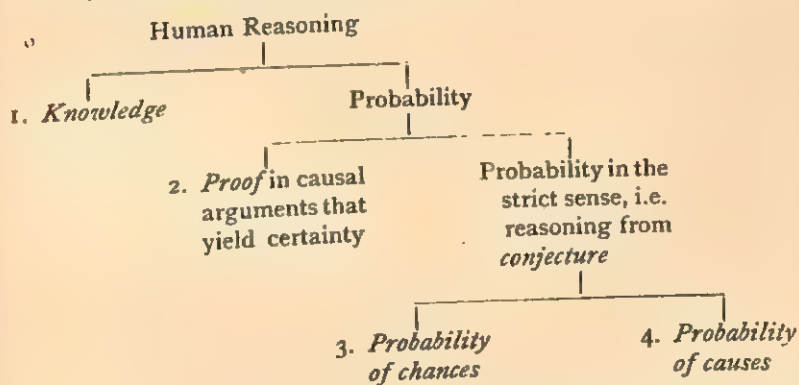 Human Reasoning
1. Knowledge
Probability
2. Proof in causal
arguments that
yield certainty
Probability in the
strict sense, i.e.
reasoning from
conjecture
3. Probability
of chances
4. Probability
of causes